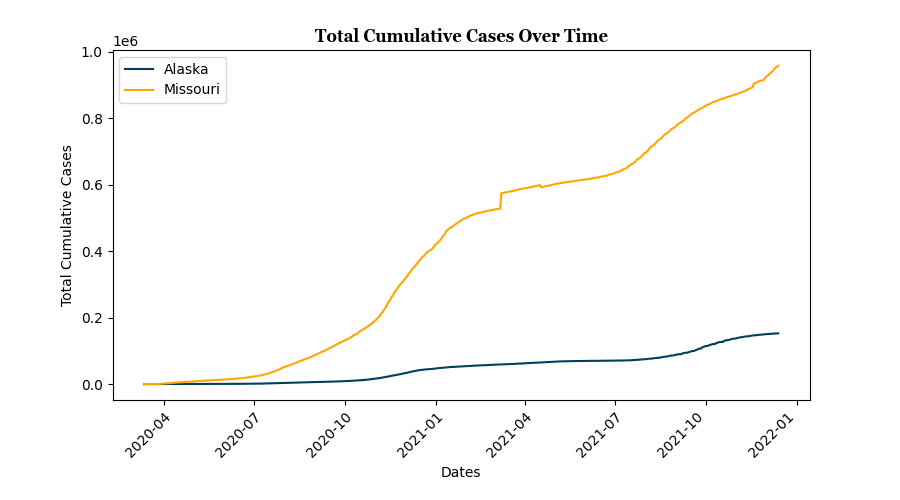 Total Cumulative Cases Over Time
1e6
1.0
0.8
0.6
0.4
0.2
0.0
Total Cumulative Cases
Alaska
Missouri
2020-04
2020-07
2020-10
2021-01
2021-04
2021-07
2021-10
2022-01
Dates